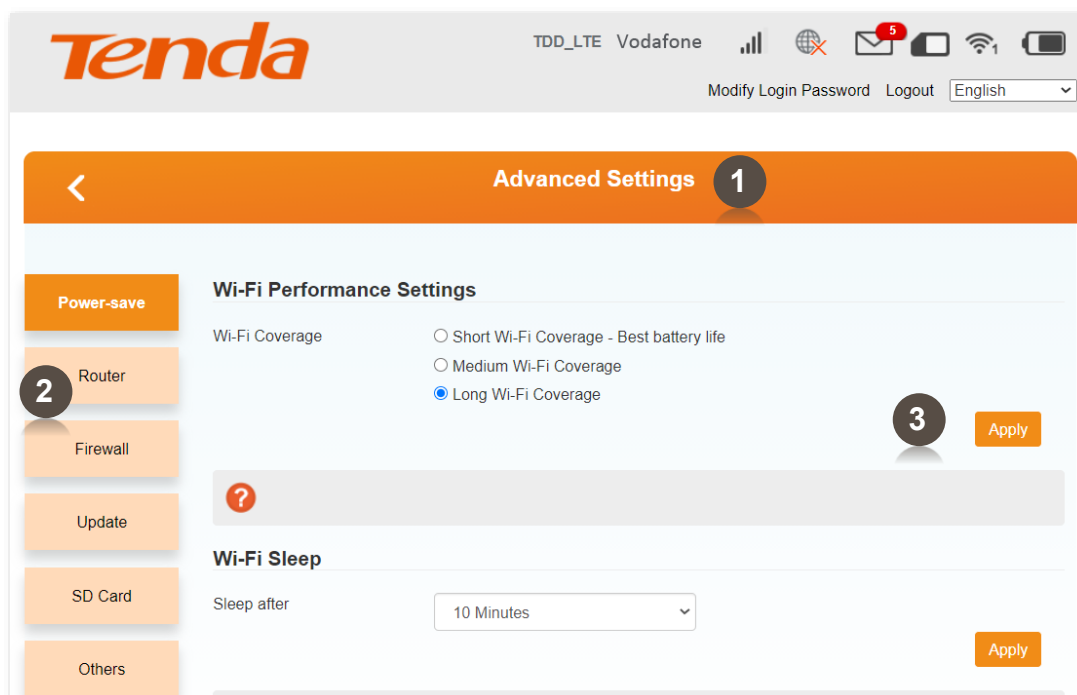 Tenda
TDD_LTE Vodafone 5 1
Modify Login Password Logout English
Advanced Settings 1
Power-save
Wi-Fi Performance Settings
Wi-Fi Coverage
Short Wi-Fi Coverage - Best battery life
Medium Wi-Fi Coverage
Long Wi-Fi Coverage
Router
2
3
Apply
Firewall
?
Update
Wi-Fi Sleep
SD Card
Sleep after
10 Minutes
Apply
Others